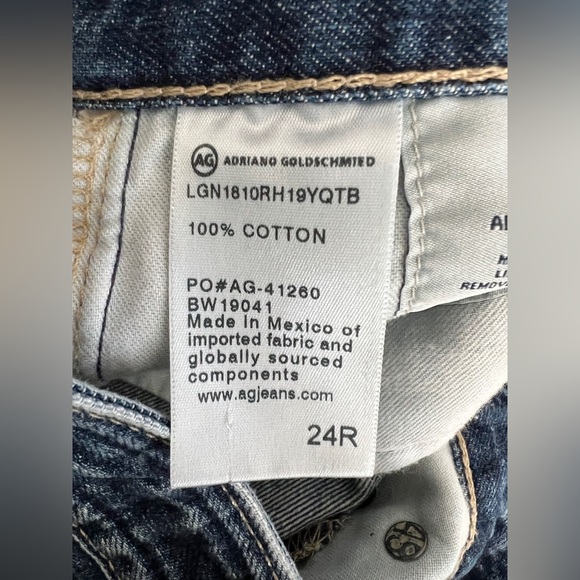 AG ADRIANO GOLDSCHMIED
LGN1810RH19YQTB
100% COTTON
PO#AG-41260
BW19041
Made in Mexico of
imported fabric and
globally sourced
components
www.agjeans.com
24R
REMOV